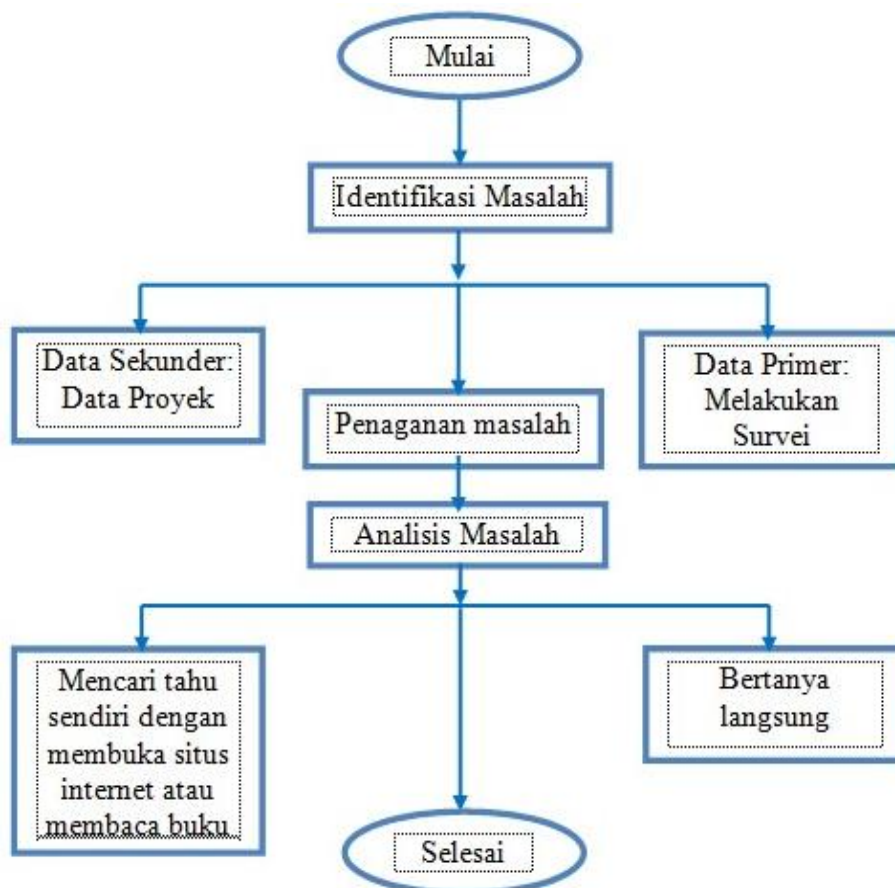 Mulai
Identifikasi Masalah
Data Sekunder:
Data Proyek
Data Primer:
Melakukan
Survei
Penaganan masalah
Analisis Masalah
Mencari tahu
sendiri dengan
membuka situs
internet atau
membaca buku
Bertanya
langsung
Selesai